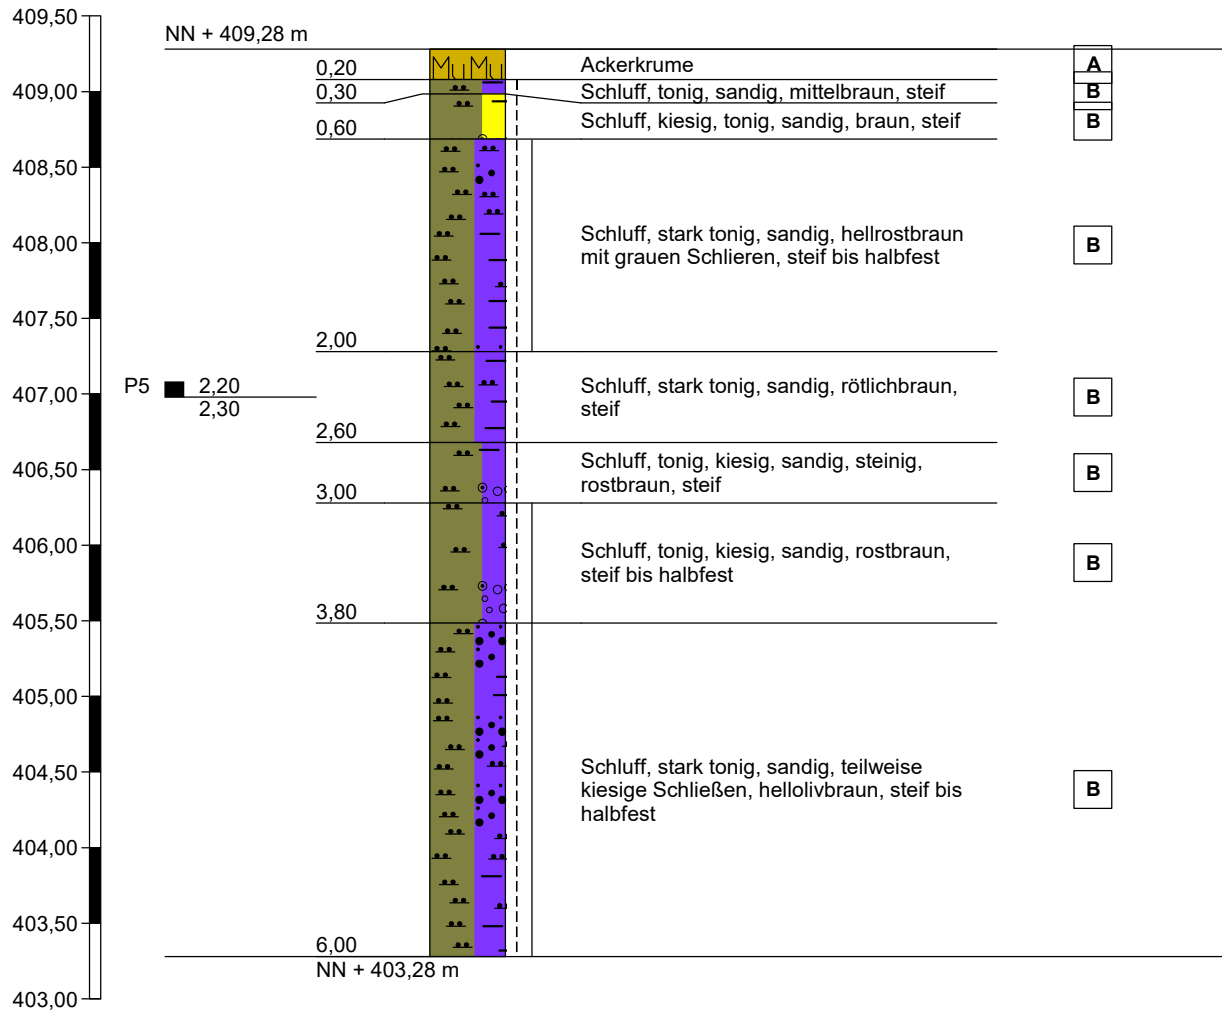 409,50
NN + 409,28 m
Mu Mu
0,20
Ackerkrume
A
409,00
0,30
Schluff, tonig, sandig, mittelbraun, steif
B
0,60
Schluff, kiesig, tonig, sandig, braun, steif
B
408,50
408,00
Schluff, stark tonig, sandig, hellrostbraun
mit grauen Schlieren, steif bis halbfest
B
407,50
2,00
P5
2,20
2,30
407,00
Schluff, stark tonig, sandig, rötlichbraun,
steif
B
2,60
406,50
Schluff, tonig, kiesig, sandig, steinig,
rostbraun, steif
B
3,00
406,00
Schluff, tonig, kiesig, sandig, rostbraun,
steif bis halbfest
B
3,80
405,50
405,00
404,50
Schluff, stark tonig, sandig, teilweise
kiesige Schließen, hellolivbraun, steif bis
halbfest
B
404,00
403,50
6,00
NN + 403,28 m
403,00